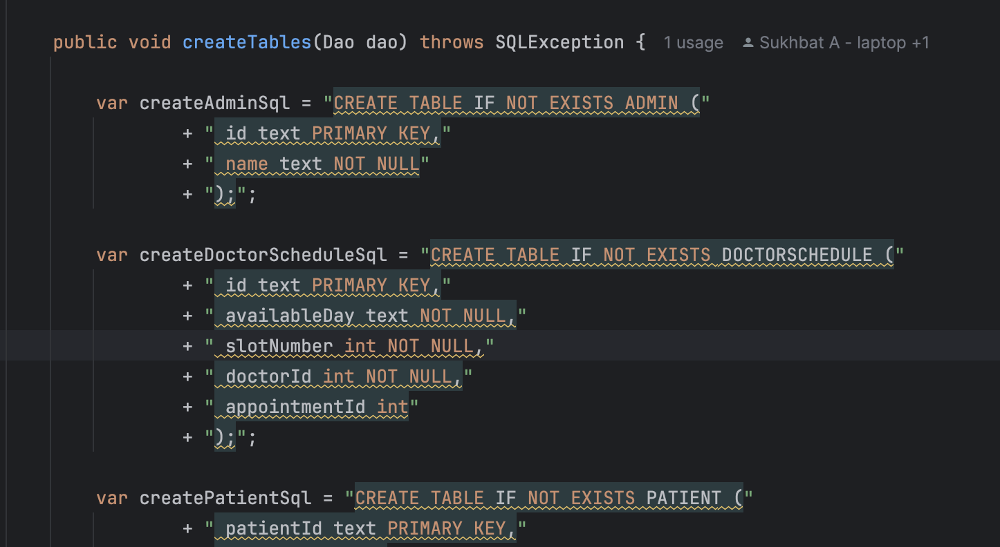 public void createTables(Dao dao) throws SQLException { 1 usage Sukhbat A - laptop +1
var createAdminSql = "CREATE TABLE IF NOT EXISTS ADMIN ("
+ " id text PRIMARY KEY,"
+ " name text NOT NULL"
+ ");";
var createDoctorScheduleSql = "CREATE TABLE IF NOT EXISTS DOCTORSCHEDULE ("
+ " id text PRIMARY KEY,"
+ " availableDay text NOT NULL,"
+ " slotNumber int NOT NULL,"
+ " doctorId int NOT NULL,"
+ " appointmentId int"
+ ");";
var createPatientSql = "CREATE TABLE IF NOT EXISTS PATIENT ("
+ " patientId text PRIMARY KEY,"